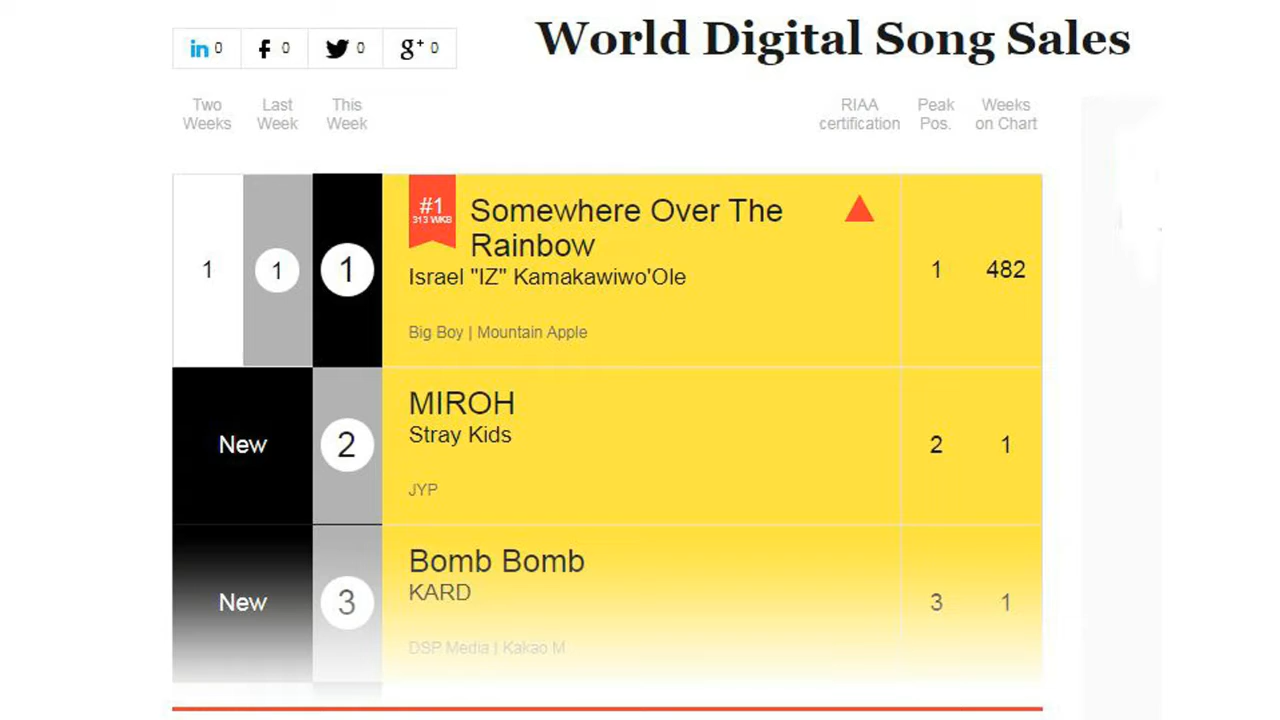 World Digital Song Sales
in 0 f 0 0 g+ 0
Two Weeks Last Week This Week RIAA certification Peak Pos. Weeks on Chart
1 1 1
#1
313 WKS
Somewhere Over The
Rainbow
Israel "IZ" Kamakawiwo'Ole
Big Boy | Mountain Apple
1 482
New 2
MIROH
Stray Kids
JYP
2 1
New 3
Bomb Bomb
KARD
DSP Media | Kakao M
3 1